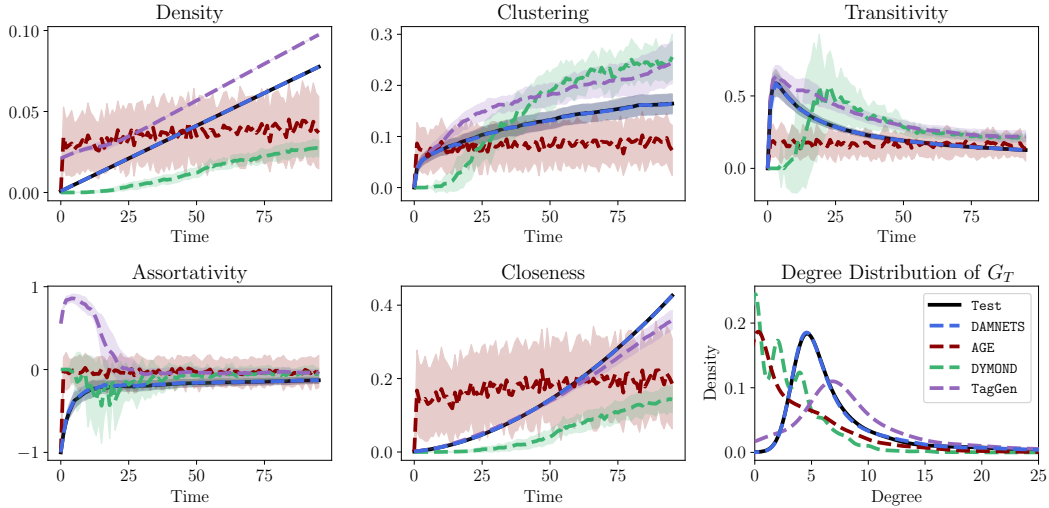 Density
0.10
0.05
0.00
0
25
50
75
Time
Clustering
0.3
0.2
0.1
0.0
0
25
50
75
Time
Transitivity
0.5
0.0
0
25
50
75
Time
Assortativity
1
0
−1
0
25
50
75
Time
Closeness
0.4
0.2
0.0
0
25
50
75
Time
Degree Distribution of G_T
Density
0.2
0.1
0.0
0
5
10
15
20
25
Degree
Test
DAMNETS
AGE
DYMOND
TagGen